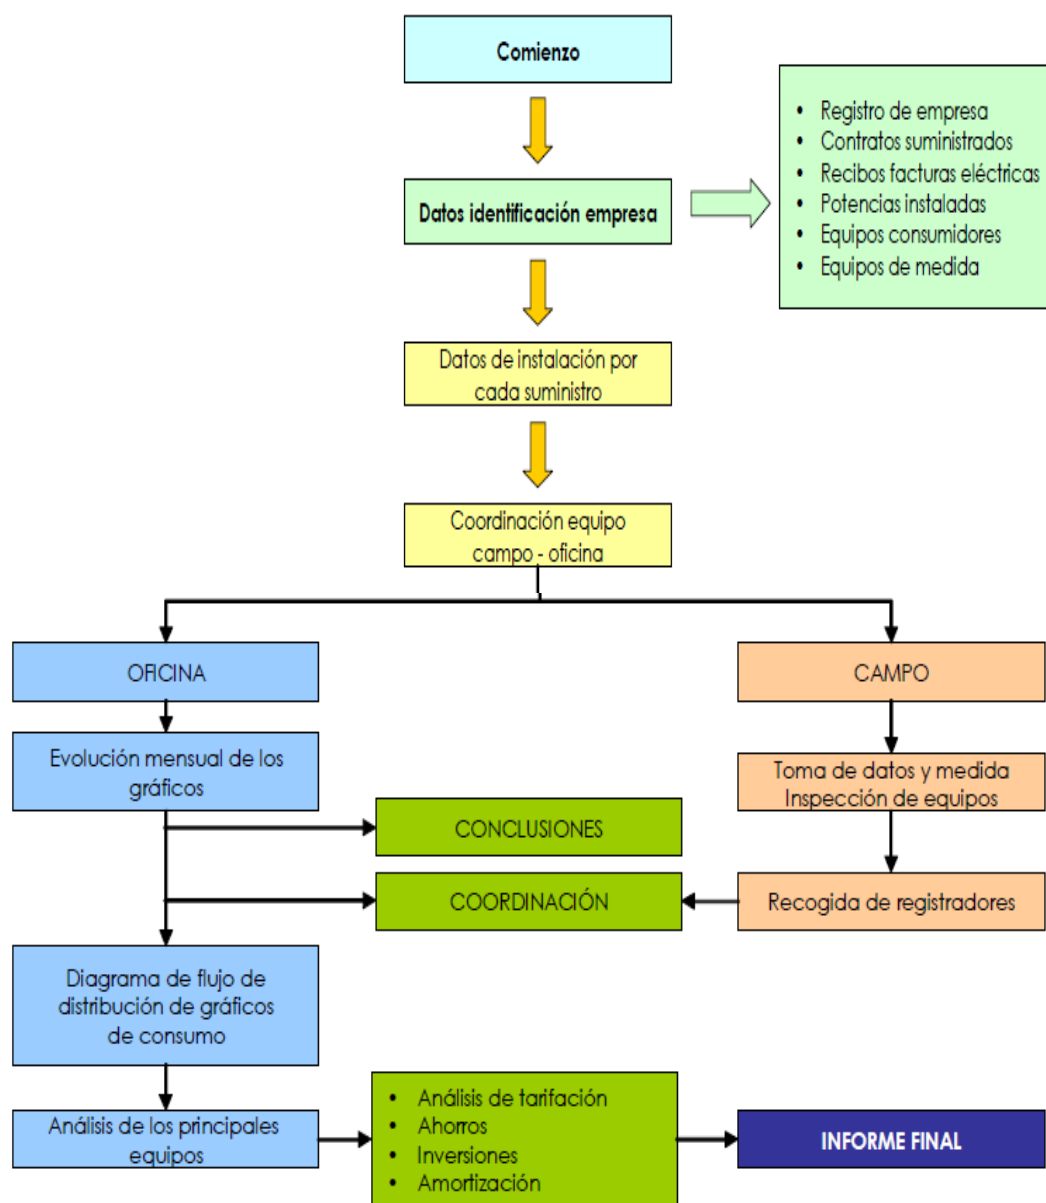 Comienzo
• Registro de empresa
• Contratos suministrados
• Recibos facturas eléctricas
• Potencias instaladas
• Equipos consumidores
• Equipos de medida
Datos identificación empresa
Datos de instalación por
cada suministro
Coordinación equipo
campo - oficina
OFICINA
CAMPO
Evolución mensual de los
gráficos
Toma de datos y medida
Inspección de equipos
CONCLUSIONES
COORDINACIÓN
Recogida de registradores
Diagrama de flujo de
distribución de gráficos
de consumo
Análisis de los principales
equipos
• Análisis de tarifación
• Ahorros
• Inversiones
• Amortización
INFORME FINAL